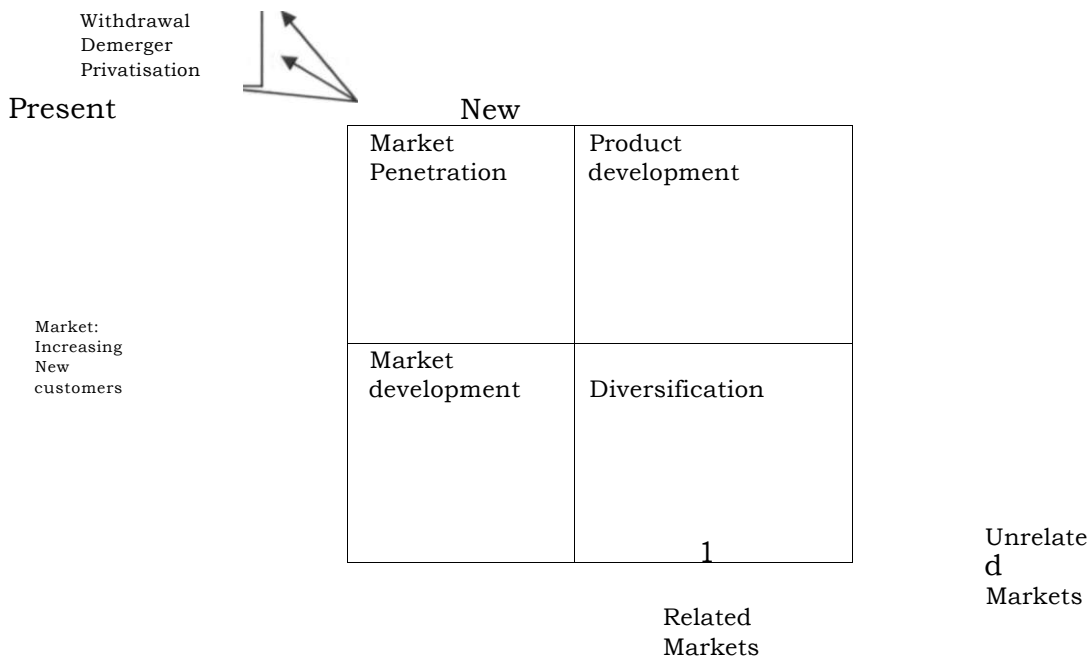 Withdrawal
Demerger
Privatisation
Present
New
Market
Penetration
Product
development
Market:
Increasing
New
customers
Market
development
Diversification
1
Unrelate
d
Markets
Related
Markets